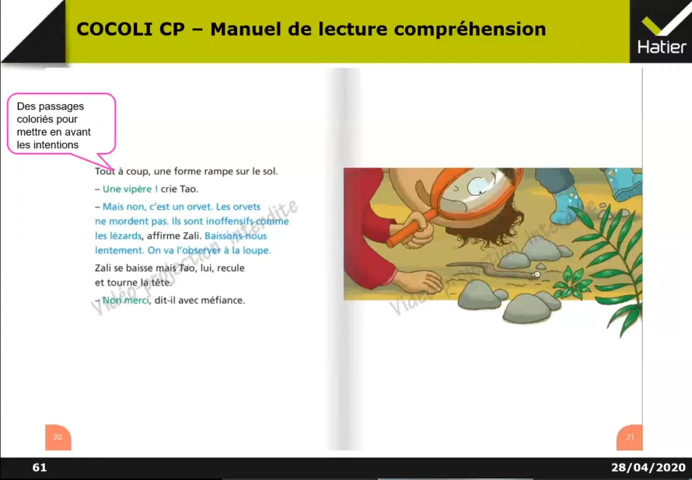 COCOLI CP – Manuel de lecture compréhension
Hatier
Des passages
coloriés pour
mettre en avant
les intentions
Tout à coup, une forme rampe sur le sol.
– Une vipère ! crie Tao.
– Mais non, c'est un orvet. Les orvets
ne mordent pas. Ils sont inoffensifs comme
les lézards, affirme Zali. Baissons-nous
lentement. On va l'observer à la loupe.
Zali se baisse mais Tao, lui, recule
et tourne la tête.
– Non merci, dit-il avec méfiance.
Vidéo-projection interdite
20
21
61
28/04/2020